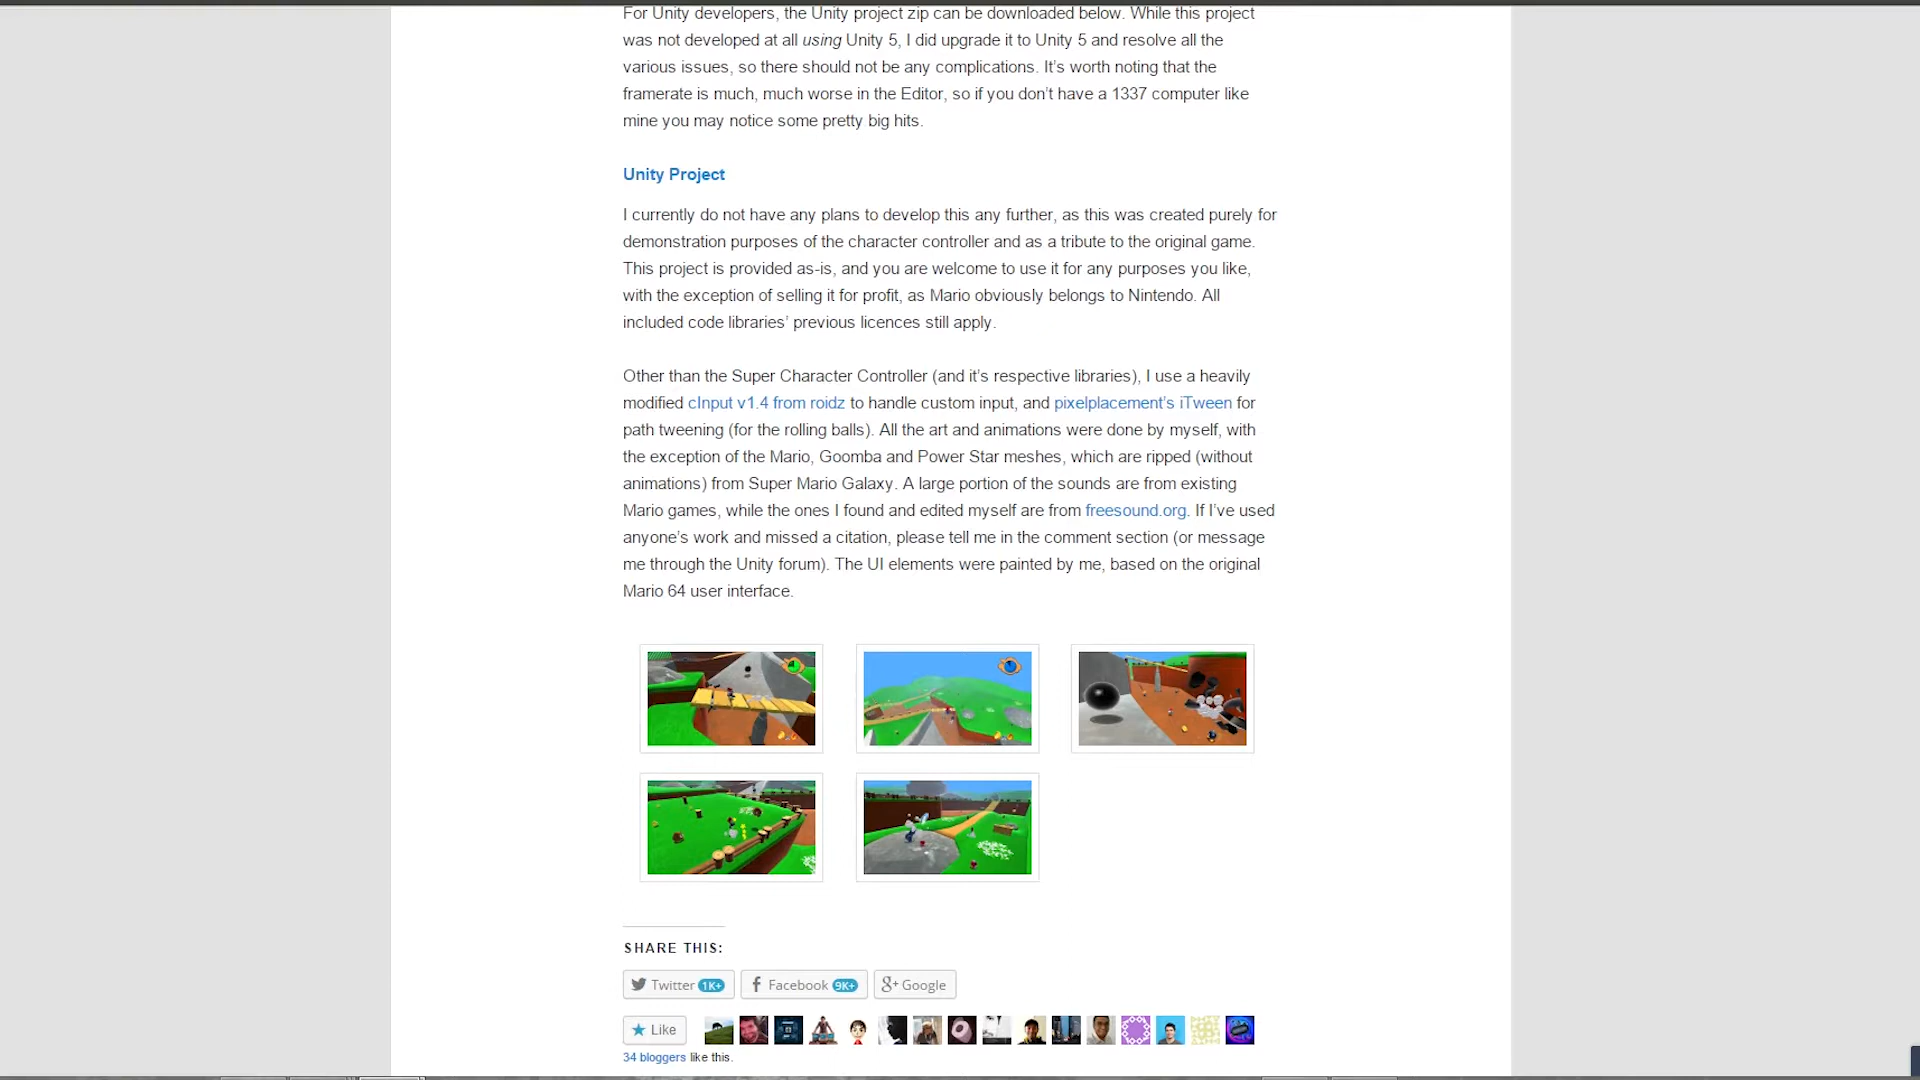 For Unity developers, the Unity project zip can be downloaded below. While this project
was not developed at all using Unity 5, I did upgrade it to Unity 5 and resolve all the
various issues, so there should not be any complications. It’s worth noting that the
framerate is much, much worse in the Editor, so if you don’t have a 1337 computer like
mine you may notice some pretty big hits.
Unity Project
I currently do not have any plans to develop this any further, as this was created purely for
demonstration purposes of the character controller and as a tribute to the original game.
This project is provided as-is, and you are welcome to use it for any purposes you like,
with the exception of selling it for profit, as Mario obviously belongs to Nintendo. All
included code libraries’ previous licences still apply.
Other than the Super Character Controller (and it’s respective libraries), I use a heavily
modified cInput v1.4 from roidz to handle custom input, and pixelplacement’s iTween for
path tweening (for the rolling balls). All the art and animations were done by myself, with
the exception of the Mario, Goomba and Power Star meshes, which are ripped (without
animations) from Super Mario Galaxy. A large portion of the sounds are from existing
Mario games, while the ones I found and edited myself are from freesound.org. If I’ve used
anyone’s work and missed a citation, please tell me in the comment section (or message
me through the Unity forum). The UI elements were painted by me, based on the original
Mario 64 user interface.
SHARE THIS:
Twitter 1K+ Facebook 9K+ Google
Like
34 bloggers like this.